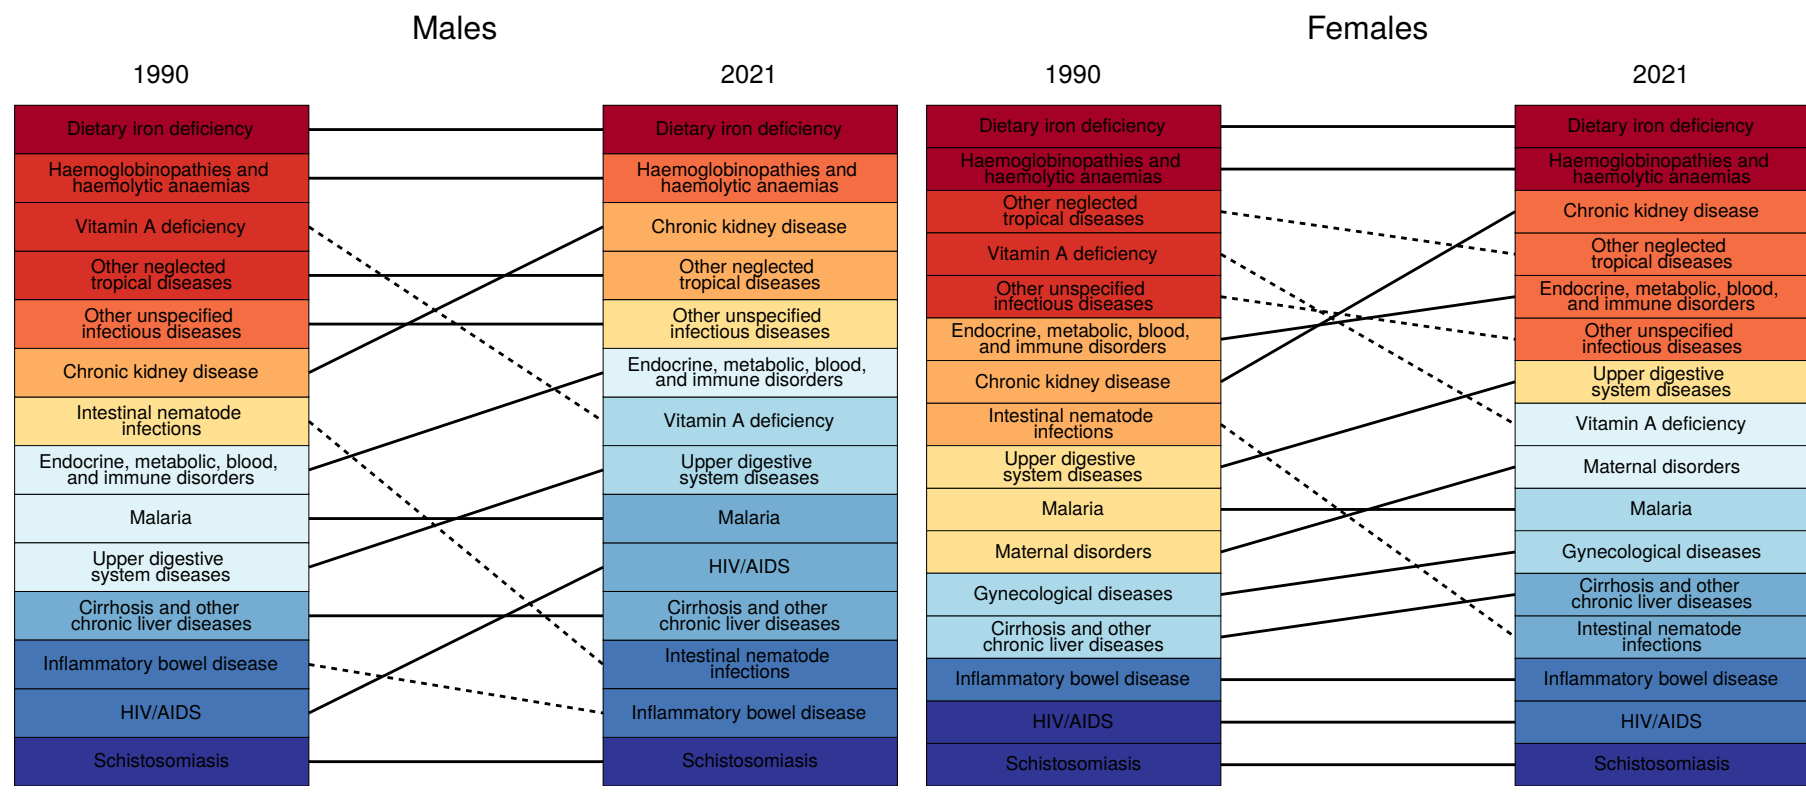 Males
1990
2021
Dietary iron deficiency
Haemoglobinopathies and
haemolytic anaemias
Vitamin A deficiency
Other neglected
tropical diseases
Other unspecified
infectious diseases
Chronic kidney disease
Intestinal nematode
infections
Endocrine, metabolic, blood,
and immune disorders
Malaria
Upper digestive
system diseases
Cirrhosis and other
chronic liver diseases
Inflammatory bowel disease
HIV/AIDS
Schistosomiasis
Dietary iron deficiency
Haemoglobinopathies and
haemolytic anaemias
Chronic kidney disease
Other neglected
tropical diseases
Other unspecified
infectious diseases
Endocrine, metabolic, blood,
and immune disorders
Vitamin A deficiency
Upper digestive
system diseases
Malaria
HIV/AIDS
Cirrhosis and other
chronic liver diseases
Intestinal nematode
infections
Inflammatory bowel disease
Schistosomiasis
Females
1990
2021
Dietary iron deficiency
Haemoglobinopathies and
haemolytic anaemias
Other neglected
tropical diseases
Vitamin A deficiency
Other unspecified
infectious diseases
Endocrine, metabolic, blood,
and immune disorders
Chronic kidney disease
Intestinal nematode
infections
Upper digestive
system diseases
Malaria
Maternal disorders
Gynecological diseases
Cirrhosis and other
chronic liver diseases
Inflammatory bowel disease
HIV/AIDS
Schistosomiasis
Dietary iron deficiency
Haemoglobinopathies and
haemolytic anaemias
Chronic kidney disease
Other neglected
tropical diseases
Endocrine, metabolic, blood,
and immune disorders
Other unspecified
infectious diseases
Upper digestive
system diseases
Vitamin A deficiency
Maternal disorders
Malaria
Gynecological diseases
Cirrhosis and other
chronic liver diseases
Intestinal nematode
infections
Inflammatory bowel disease
HIV/AIDS
Schistosomiasis